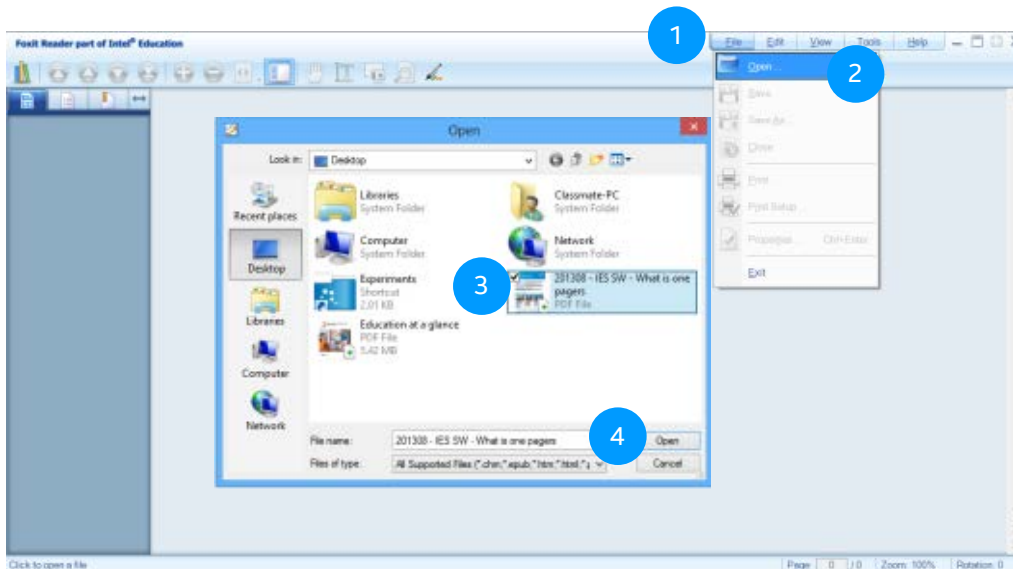 1
Foxit Reader part of Intel® Education
File Edit View Tools Help
Open...
2
Save
Save As...
Close
Print
Print Setup...
Properties... Ctrl+Enter
Exit
Open
Look in: Desktop
Recent places
Desktop
Libraries
Computer
Network
Libraries
System Folder
Classmate-PC
System Folder
Computer
System Folder
Network
System Folder
Experiments
Shortcut
2,01 KB
3
201308 - IES SW - What is one
pagers
PDF File
Education at a glance
PDF File
5,42 MB
4
File name: 201308 - IES SW - What is one pagers Open
Files of type: All Supported Files (*.chm,*.epub,*.htm,*.html,*. Cancel
Click to open a file
Page 0 / 0 Zoom: 100% Rotation: 0